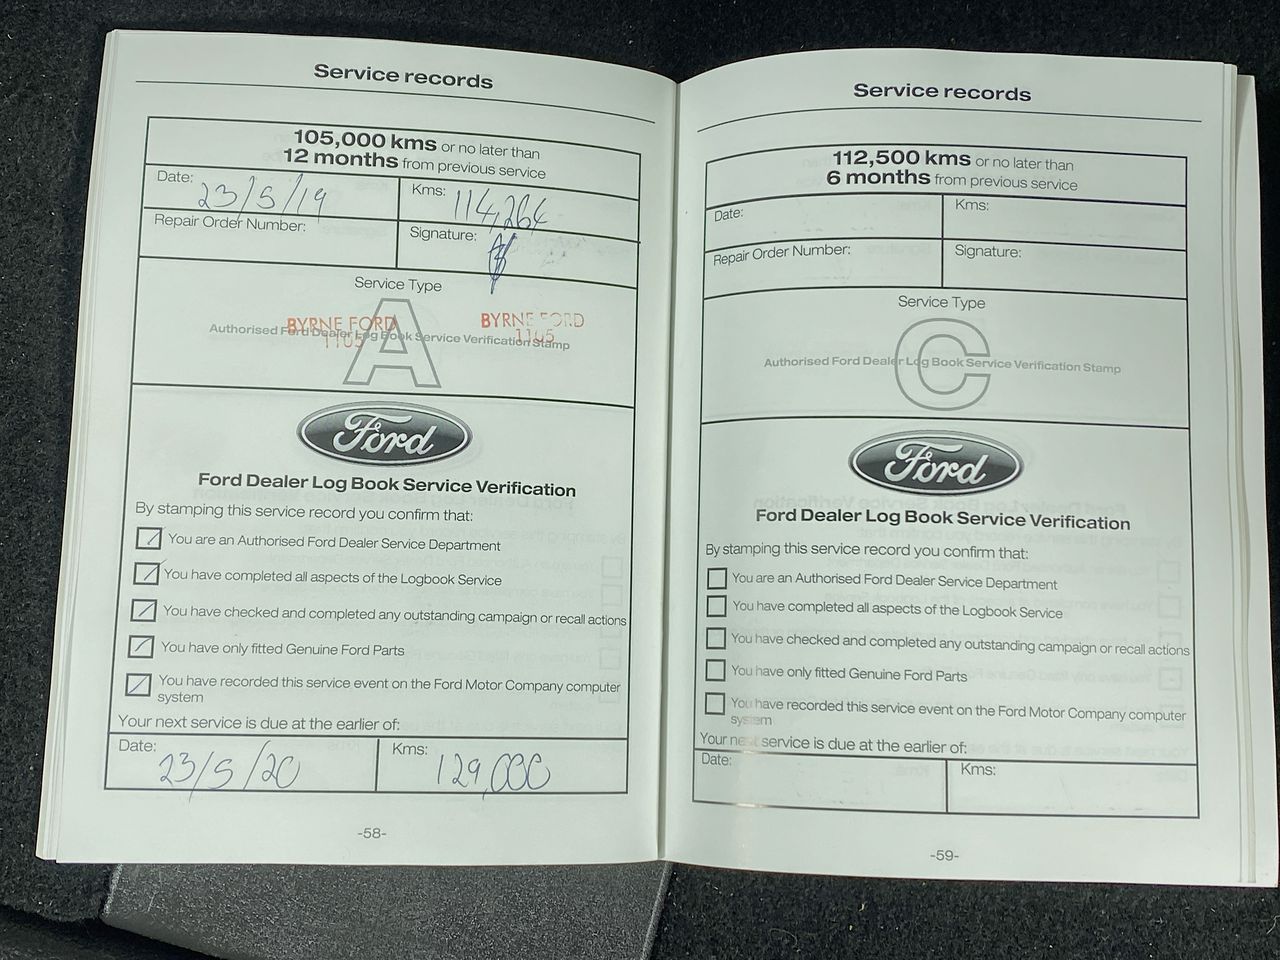 Service records
105,000 kms or no later than
12 months from previous service
Date: 23/5/19
Kms: 114,264
Repair Order Number:
Signature:
Service Type
A
BYRNE FORD
1105
BYRNE FORD
1105
Authorised Ford Dealer Log Book Service Verification Stamp
Ford
Ford Dealer Log Book Service Verification
By stamping this service record you confirm that:
You are an Authorised Ford Dealer Service Department
You have completed all aspects of the Logbook Service
You have checked and completed any outstanding campaign or recall actions
You have only fitted Genuine Ford Parts
You have recorded this service event on the Ford Motor Company computer
system
Your next service is due at the earlier of:
Date: 23/5/20
Kms: 129,000
-58-
Service records
112,500 kms or no later than
6 months from previous service
Date:
Kms:
Repair Order Number:
Signature:
Service Type
C
Authorised Ford Dealer Log Book Service Verification Stamp
Ford
Ford Dealer Log Book Service Verification
By stamping this service record you confirm that:
You are an Authorised Ford Dealer Service Department
You have completed all aspects of the Logbook Service
You have checked and completed any outstanding campaign or recall actions
You have only fitted Genuine Ford Parts
You have recorded this service event on the Ford Motor Company computer
system
Your next service is due at the earlier of:
Date:
Kms:
-59-